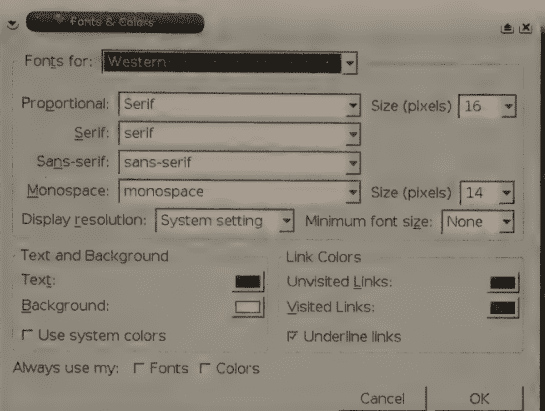 Fonts & Colors
Fonts for: Western
Proportional: Serif Size (pixels) 16
Serif: serif
Sans-serif: sans-serif
Monospace: monospace Size (pixels) 14
Display resolution: System setting Minimum font size: None
Text and Background Link Colors
Text: Unvisited Links:
Background: Visited Links:
Use system colors Underline links
Always use my: Fonts Colors
Cancel OK